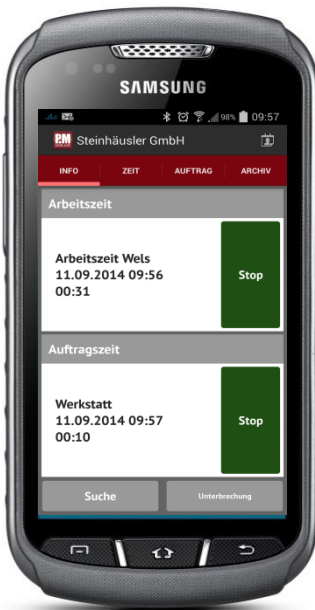 SAMSUNG
98% 09:57
PM Steinhäusler GmbH
INFO ZEIT AUFTRAG ARCHIV
Arbeitszeit
Arbeitszeit Wels
11.09.2014 09:56
00:31
Stop
Auftragszeit
Werkstatt
11.09.2014 09:57
00:10
Stop
Suche Unterbrechung